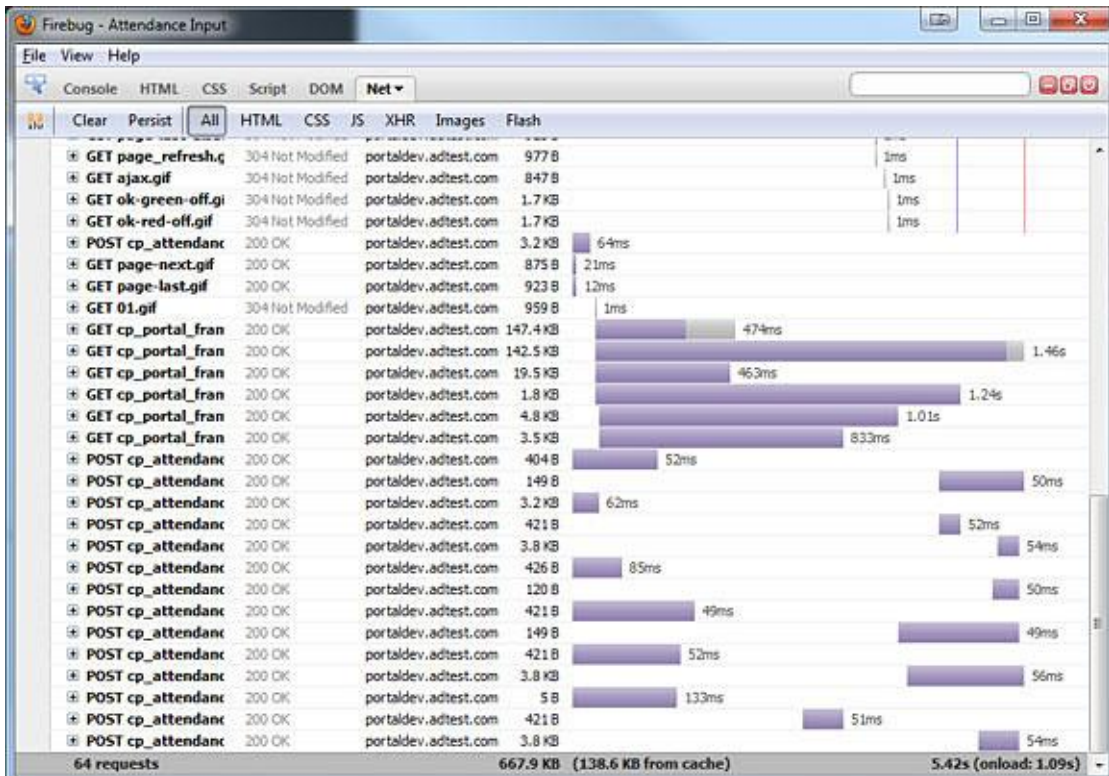 Firebug - Attendance Input
File View Help
Console HTML CSS Script DOM Net
Clear Persist All HTML CSS JS XHR Images Flash
GET page_refresh.g 304 Not Modified portaldev.adtest.com 977 B 1ms
GET ajax.gif 304 Not Modified portaldev.adtest.com 847 B 1ms
GET ok-green-off.gi 304 Not Modified portaldev.adtest.com 1.7 KB 1ms
GET ok-red-off.gif 304 Not Modified portaldev.adtest.com 1.7 KB 1ms
POST cp_attendanc 200 OK portaldev.adtest.com 3.2 KB 64ms
GET page-next.gif 200 OK portaldev.adtest.com 875 B 21ms
GET page-last.gif 200 OK portaldev.adtest.com 923 B 12ms
GET 01.gif 304 Not Modified portaldev.adtest.com 959 B 1ms
GET cp_portal_fran 200 OK portaldev.adtest.com 147.4 KB 474ms
GET cp_portal_fran 200 OK portaldev.adtest.com 142.5 KB 1.46s
GET cp_portal_fran 200 OK portaldev.adtest.com 19.5 KB 463ms
GET cp_portal_fran 200 OK portaldev.adtest.com 1.8 KB 1.24s
GET cp_portal_fran 200 OK portaldev.adtest.com 4.8 KB 1.01s
GET cp_portal_fran 200 OK portaldev.adtest.com 3.5 KB 833ms
POST cp_attendanc 200 OK portaldev.adtest.com 404 B 52ms
POST cp_attendanc 200 OK portaldev.adtest.com 149 B 50ms
POST cp_attendanc 200 OK portaldev.adtest.com 3.2 KB 62ms
POST cp_attendanc 200 OK portaldev.adtest.com 421 B 52ms
POST cp_attendanc 200 OK portaldev.adtest.com 3.8 KB 54ms
POST cp_attendanc 200 OK portaldev.adtest.com 426 B 85ms
POST cp_attendanc 200 OK portaldev.adtest.com 120 B 50ms
POST cp_attendanc 200 OK portaldev.adtest.com 421 B 49ms
POST cp_attendanc 200 OK portaldev.adtest.com 149 B 49ms
POST cp_attendanc 200 OK portaldev.adtest.com 421 B 52ms
POST cp_attendanc 200 OK portaldev.adtest.com 3.8 KB 56ms
POST cp_attendanc 200 OK portaldev.adtest.com 5 B 133ms
POST cp_attendanc 200 OK portaldev.adtest.com 421 B 51ms
POST cp_attendanc 200 OK portaldev.adtest.com 3.8 KB 54ms
64 requests 667.9 KB (138.6 KB from cache) 5.42s (onload: 1.09s)